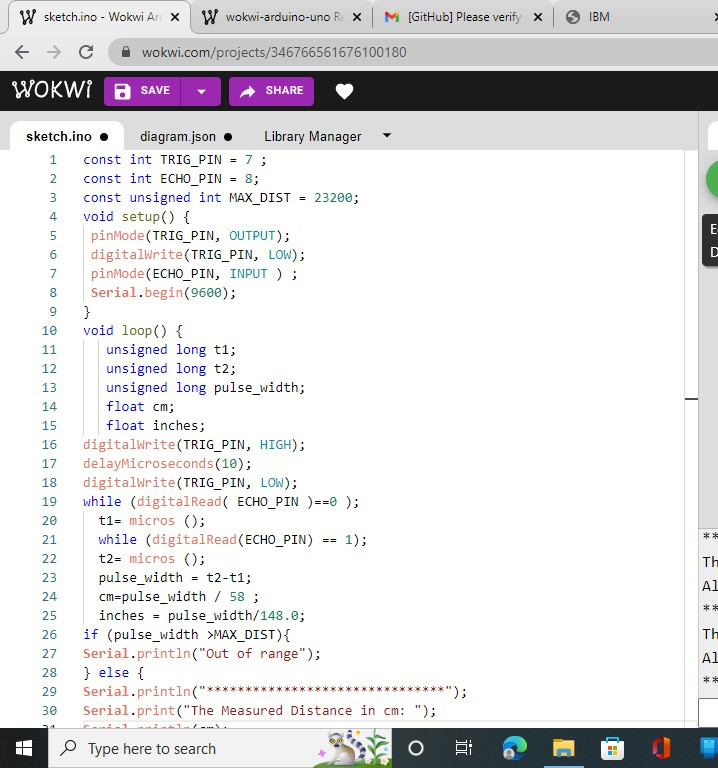 sketch.ino - Wokwi Ar
wokwi-arduino-uno R
[GitHub] Please verify
IBM
wokwi.com/projects/346766561676100180
WOKWi
SAVE
SHARE
sketch.ino
diagram.json
Library Manager
1 const int TRIG_PIN = 7 ;
2 const int ECHO_PIN = 8;
3 const unsigned int MAX_DIST = 23200;
4 void setup() {
5 pinMode(TRIG_PIN, OUTPUT);
6 digitalWrite(TRIG_PIN, LOW);
7 pinMode(ECHO_PIN, INPUT ) ;
8 Serial.begin(9600);
9 }
10 void loop() {
11 unsigned long t1;
12 unsigned long t2;
13 unsigned long pulse_width;
14 float cm;
15 float inches;
16 digitalWrite(TRIG_PIN, HIGH);
17 delayMicroseconds(10);
18 digitalWrite(TRIG_PIN, LOW);
19 while (digitalRead( ECHO_PIN )==0 );
20 t1= micros ();
21 while (digitalRead(ECHO_PIN) == 1);
22 t2= micros ();
23 pulse_width = t2-t1;
24 cm=pulse_width / 58 ;
25 inches = pulse_width/148.0;
26 if (pulse_width >MAX_DIST){
27 Serial.println("Out of range");
28 } else {
29 Serial.println("*******************************");
30 Serial.print("The Measured Distance in cm: ");
E
D
**
Th
Al
**
Th
Al
**
Type here to search